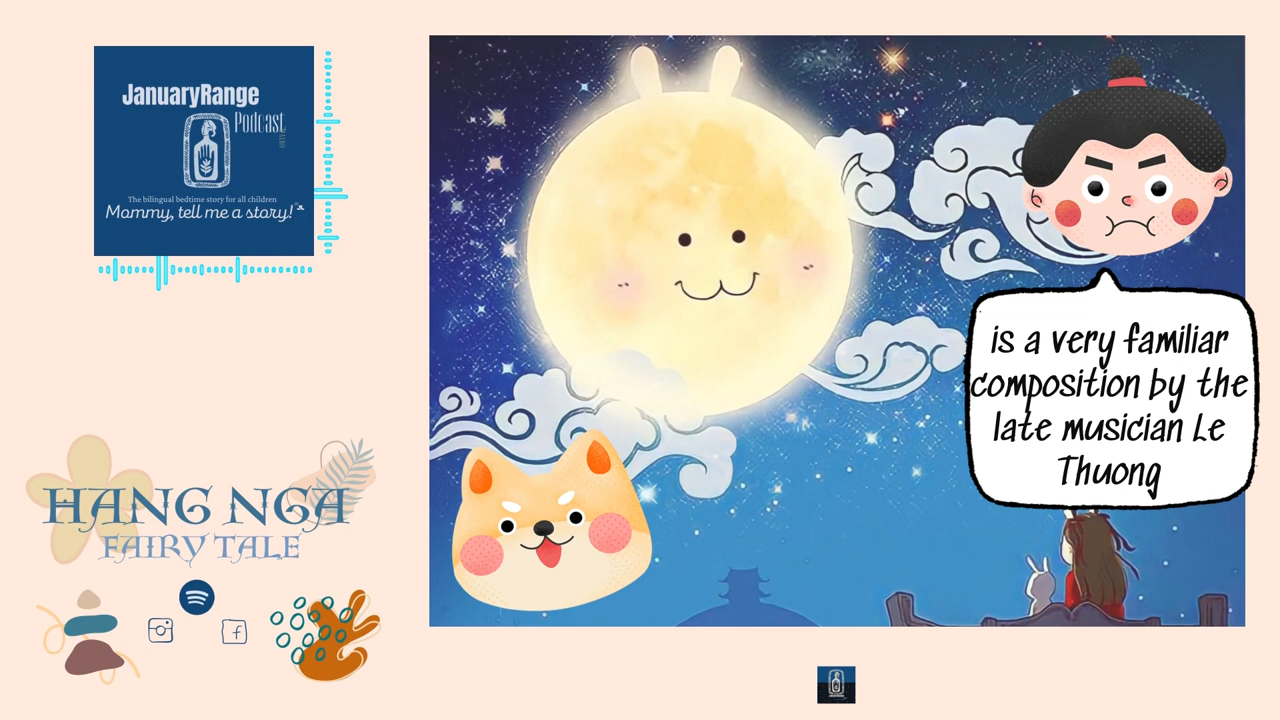 JanuaryRange
Podcast
The bilingual bedtime story for all children
Mommy, tell me a story!
is a very familiar
composition by the
late musician Le
Thuong
HANG NGA
FAIRY TALE